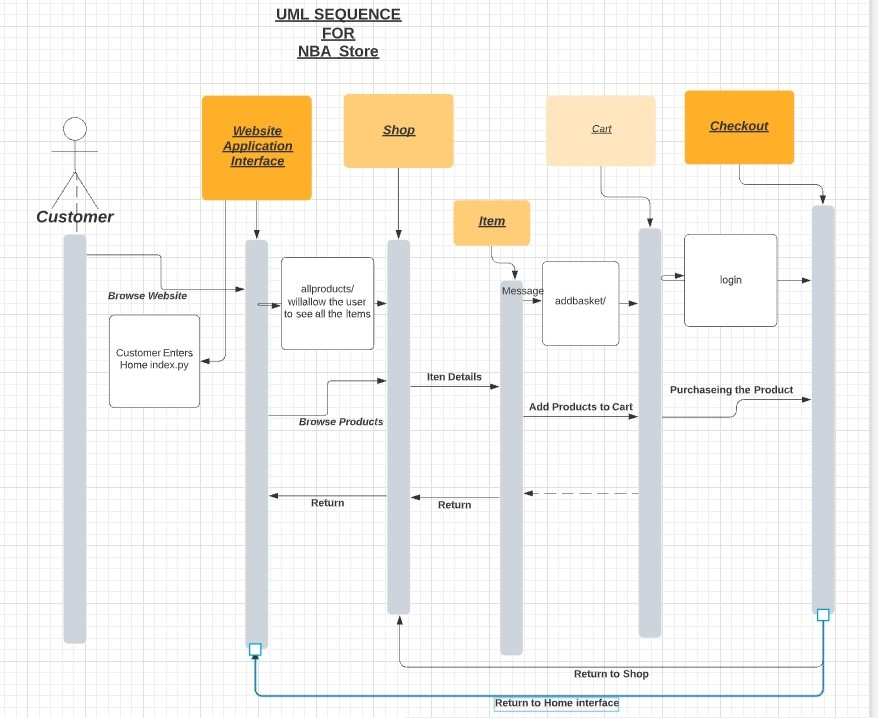 UML SEQUENCE
FOR
NBA Store
Website
Application
Interface
Shop
Cart
Checkout
Customer
Item
allproducts/
willallow the user
to see all the items
Message
addbasket/
login
Browse Website
Customer Enters
Home index.py
Iten Details
Purchaseing the Product
Add Products to Cart
Browse Products
Return
Return
Return to Shop
Return to Home interface